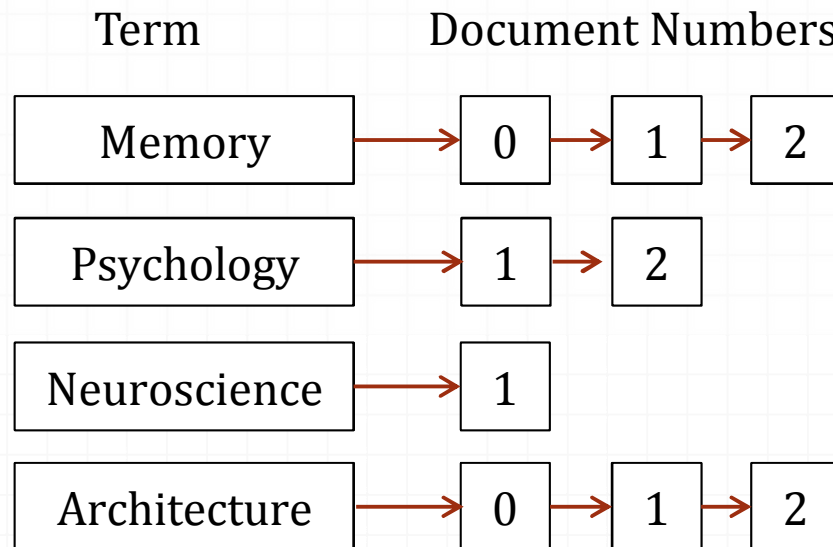 Term Document Numbers
Memory 0 1 2
Psychology 1 2
Neuroscience 1
Architecture 0 1 2